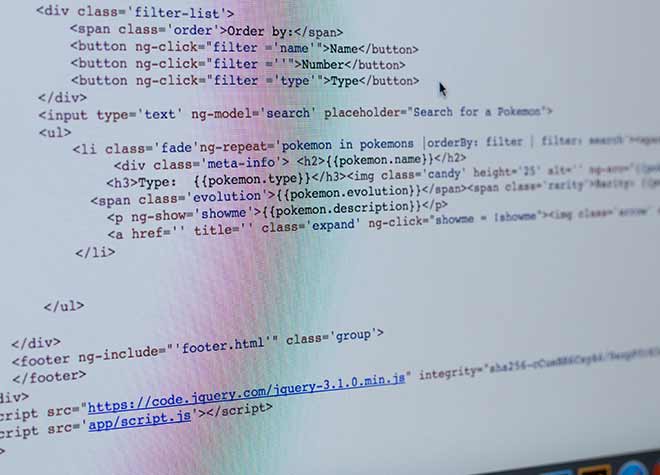 <div class='filter-list'>
<span class='order'>Order by:</span>
<button ng-click="filter ='name'">Name</button>
<button ng-click="filter =''">Number</button>
<button ng-click="filter ='type'">Type</button>
</div>
<input type='text' ng-model='search' placeholder="Search for a Pokemon">
<ul>
<li class='fade'ng-repeat='pokemon in pokemons |orderBy: filter | filter: search'>
<div class='meta-info'> <h2>{{pokemon.name}}</h2>
<h3>Type: {{pokemon.type}}</h3><img class='candy' height='25' alt=''
<span class='evolution'>{{pokemon.evolution}}</span><span class='rarity'>Rarity:
<p ng-show='showme'>{{pokemon.description}}</p>
<a href='' title='' class='expand' ng-click="showme = !showme"><img class='arrow'
</li>
</ul>
</div>
<footer ng-include="'footer.html'" class='group'>
</footer>
div>
cript src="https://code.jquery.com/jquery-3.1.0.min.js" integrity=
cript src='app/script.js'></script>
>